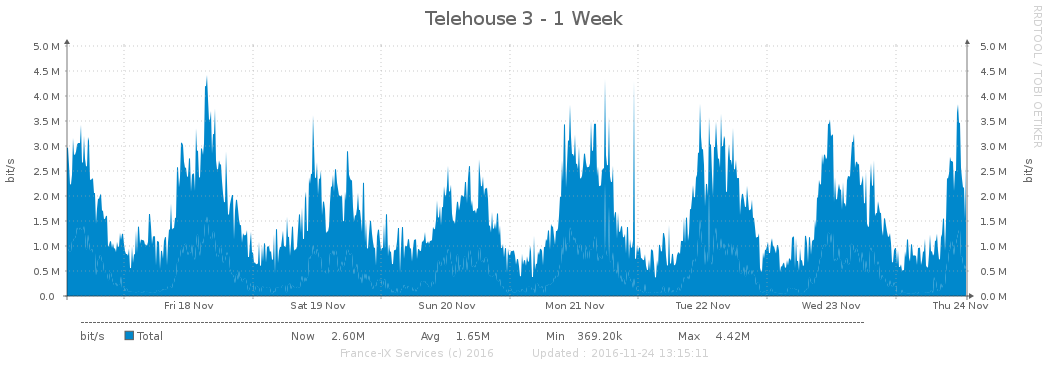 Telehouse 3 - 1 Week
RRDTOOL / TOBI OETIKER
5.0 M 5.0 M
4.5 M 4.5 M
4.0 M 4.0 M
3.5 M 3.5 M
3.0 M 3.0 M
2.5 M 2.5 M
2.0 M 2.0 M
1.5 M 1.5 M
1.0 M 1.0 M
0.5 M 0.5 M
0.0 0.0 M
bit/s
bit/s
Fri 18 Nov Sat 19 Nov Sun 20 Nov Mon 21 Nov Tue 22 Nov Wed 23 Nov Thu 24 Nov
bit/s Total Now 2.60M Avg 1.65M Min 369.20k Max 4.42M
France-IX Services (c) 2016 Updated : 2016-11-24 13:15:11